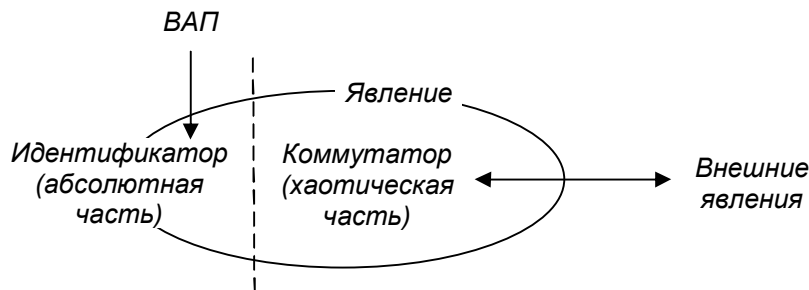 ВАП
Явление
Идентификатор
(абсолютная
часть)
Коммутатор
(хаотическая
часть)
Внешние
явления